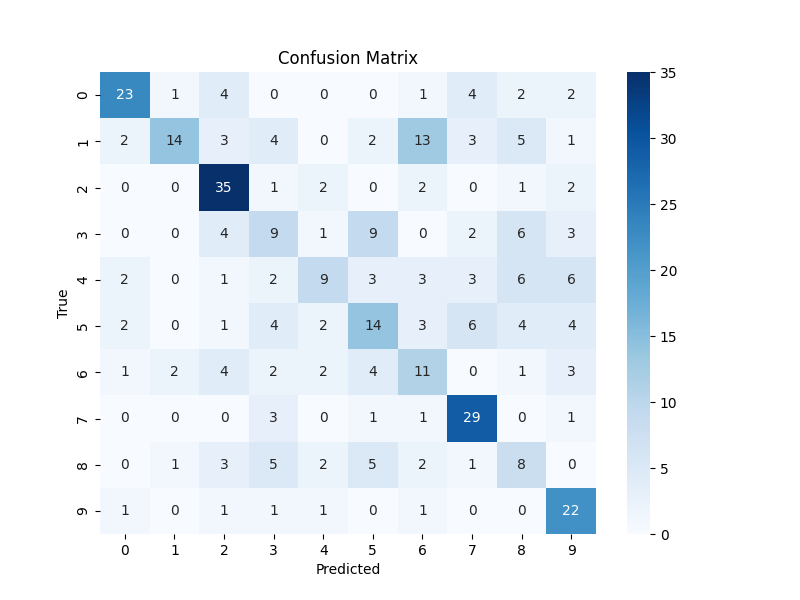 Confusion Matrix
0 23 1 4 0 0 0 1 4 2 2
1 2 14 3 4 0 2 13 3 5 1
2 0 0 35 1 2 0 2 0 1 2
3 0 0 4 9 1 9 0 2 6 3
4 2 0 1 2 9 3 3 3 6 6
5 2 0 1 4 2 14 3 6 4 4
6 1 2 4 2 2 4 11 0 1 3
7 0 0 0 3 0 1 1 29 0 1
8 0 1 3 5 2 5 2 1 8 0
9 1 0 1 1 1 0 1 0 0 22
0 1 2 3 4 5 6 7 8 9
Predicted
True
35
30
25
20
15
10
5
0